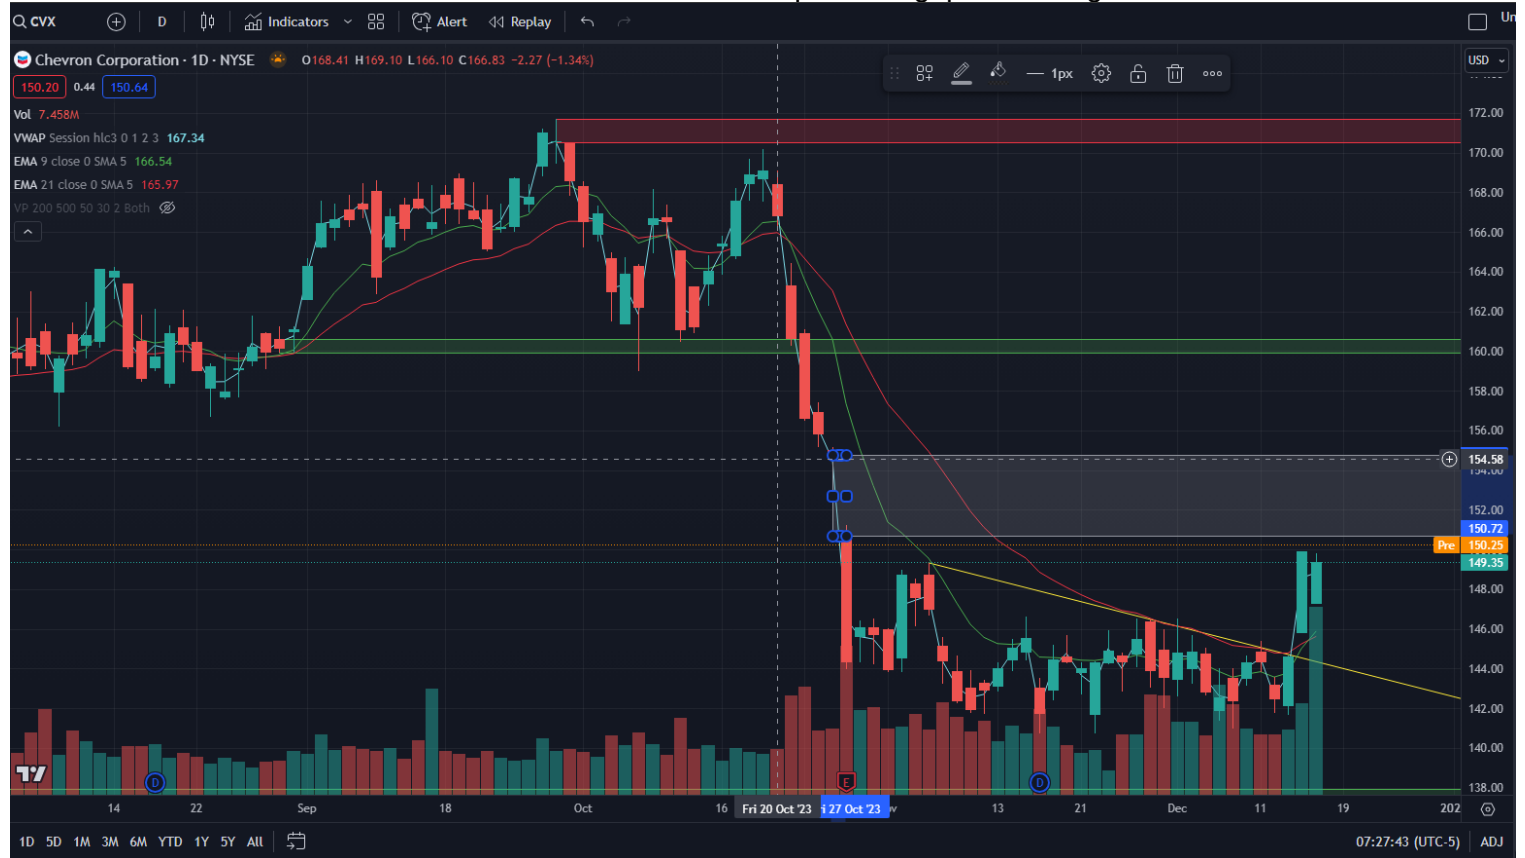 CVX D Indicators Alert Replay Un
Chevron Corporation · 1D · NYSE O168.41 H169.10 L166.10 C166.83 −2.27 (−1.34%)
1px
USD
150.20 0.44 150.64
Vol 7.458M
VWAP Session hlc3 0 1 2 3 167.34
EMA 9 close 0 SMA 5 166.54
EMA 21 close 0 SMA 5 165.97
VP 200 500 50 30 2 Both
172.00
170.00
168.00
166.00
164.00
162.00
160.00
158.00
156.00
154.58
154.00
152.00
150.72
Pre 150.25
149.35
148.00
146.00
144.00
142.00
140.00
138.00
D E D
14 22 Sep 18 Oct 16 Fri 20 Oct '23 27 Oct '23 13 21 Dec 11 19 202
1D 5D 1M 3M 6M YTD 1Y 5Y All 07:27:43 (UTC-5) ADJ